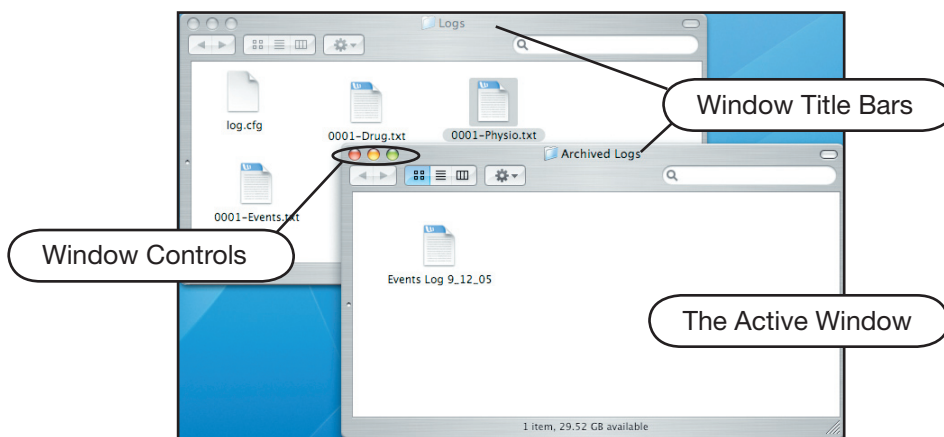 Logs
log.cfg
0001-Drug.txt
0001-Physio.txt
Window Title Bars
Archived Logs
0001-Events.txt
Window Controls
Events Log 9_12_05
The Active Window
1 item, 29.52 GB available